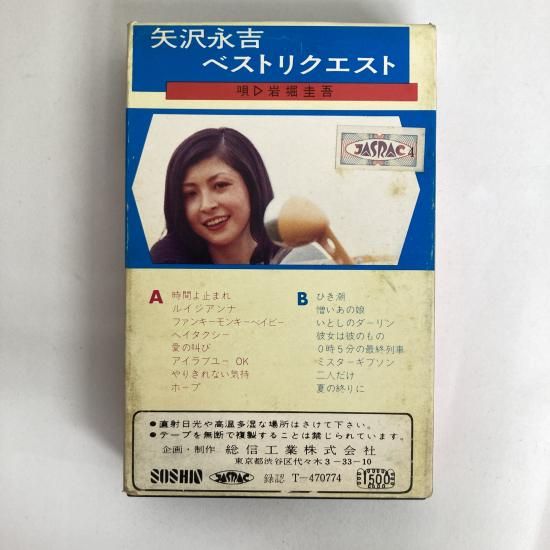 矢沢永吉
ベストリクエスト
唄▷岩堀圭吾
JASRAC 4
A
時間よ止まれ
ルイジアンナ
ファンキーモンキーベイビー
ヘイタクシー
愛の叫び
アイラブユー OK
やりきれない気持
ホープ
B
ひき潮
憎いあの娘
いとしのダーリン
彼女は彼のもの
0時5分の最終列車
ミスターギブソン
二人だけ
夏の終りに
●直射日光や高温多湿な場所はさけて下さい。
●テープを無断で複製することは禁じられています。
企画・制作 総信工業株式会社
東京都渋谷区代々木3-33-10
SOSHIN JASRAC 録認 T-470774 1500